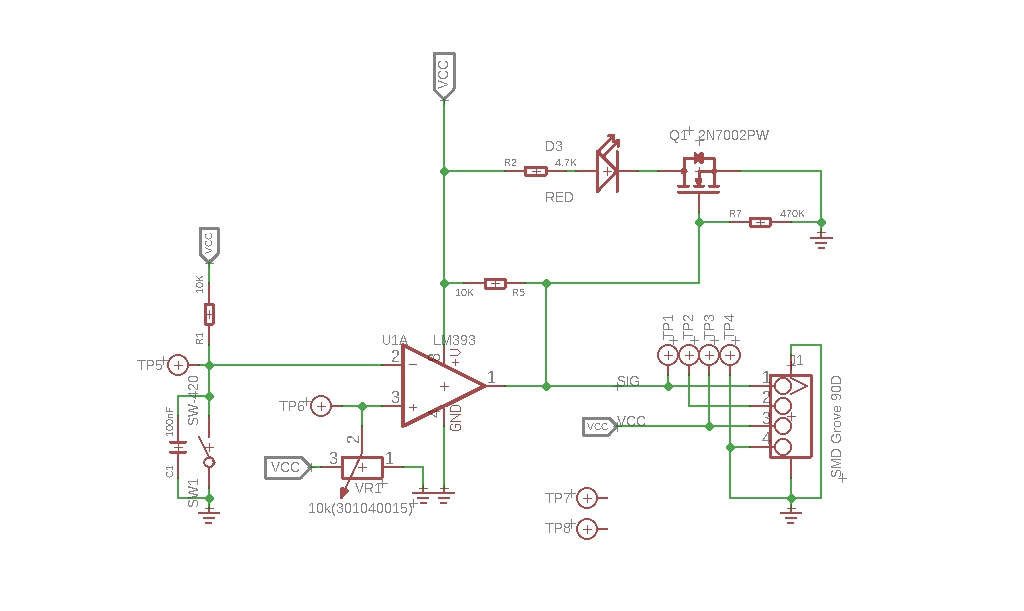 VCC
D3
Q1 2N7002PW
R2 4.7K
RED
R7 470K
VCC
10K
10K R5
R1
U1A LM393
TP1
TP2
TP3
TP4
TP5
2
8
+V
1
SIG
1
J1
SW-420
TP6
3
4
GND
2
100nF
VCC
VCC
3
SMD Grove 90D
2
4
C1
VCC
3
1
SW1
VR1
10k(301040015)
TP7
TP8